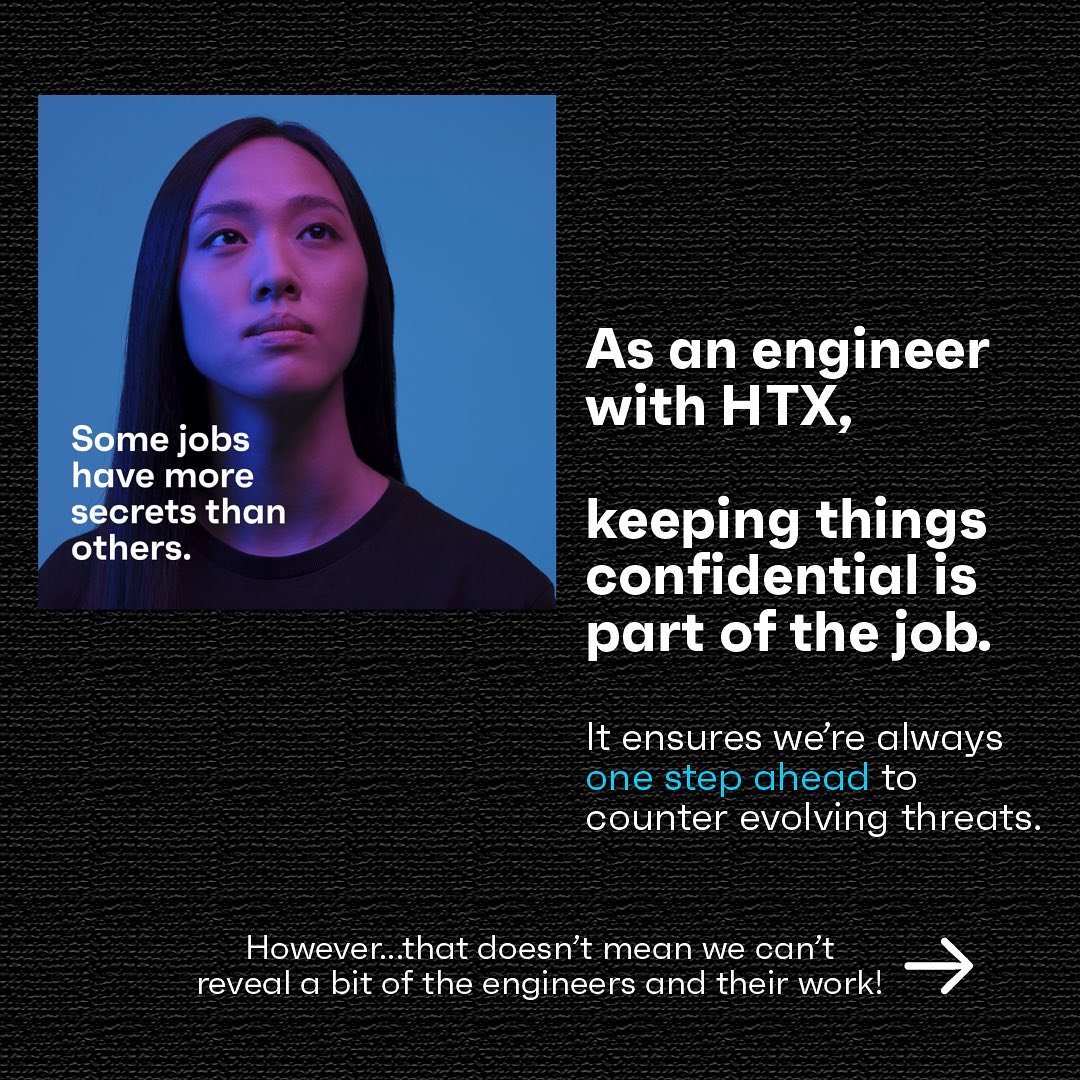 Some jobs
have more
secrets than
others.
As an engineer
with HTX,
keeping things
confidential is
part of the job.
It ensures we’re always
one step ahead to
counter evolving threats.
However...that doesn’t mean we can’t
reveal a bit of the engineers and their work!